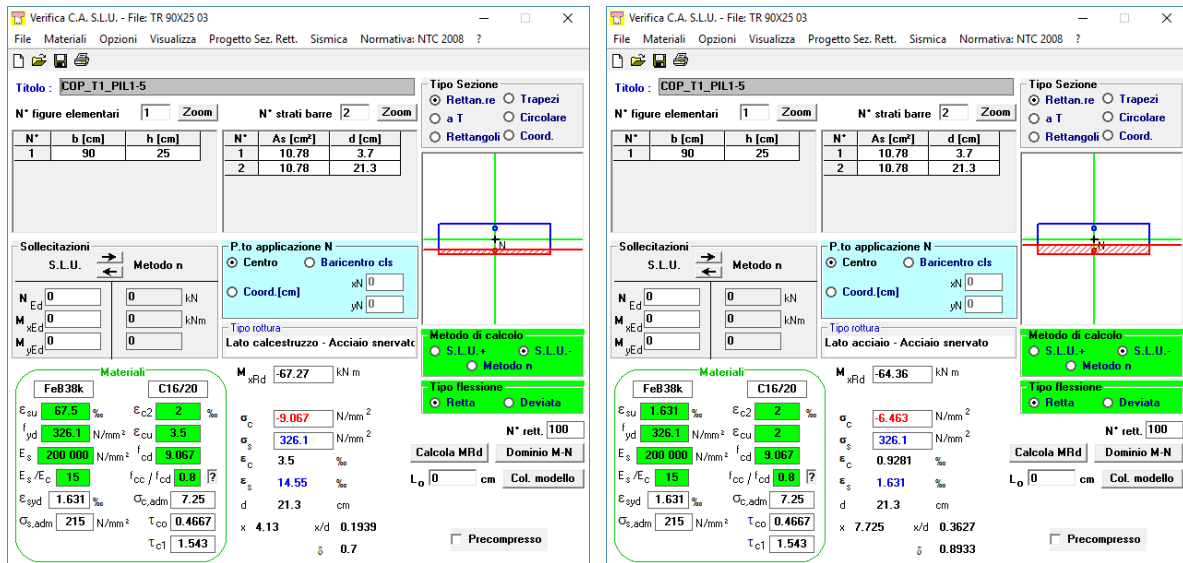 Verifica C.A. S.L.U. - File: TR 90X25 03
File Materiali Opzioni Visualizza Progetto Sez. Rett. Sismica Normativa: NTC 2008 ?
Titolo : COP_T1_PIL1-5
N° figure elementari 1 Zoom N° strati barre 2 Zoom
N° b [cm] h [cm]
1 90 25
N° As [cm²] d [cm]
1 10.78 3.7
2 10.78 21.3
Tipo Sezione
Rettan.re Trapezi
a T Circolare
Rettangoli Coord.
N
Sollecitazioni
S.L.U. Metodo n
N Ed 0 0 kN
M xEd 0 0 kNm
M yEd 0 0
P.to applicazione N
Centro Baricentro cls
Coord.[cm] xN 0
yN 0
Tipo rottura
Lato calcestruzzo - Acciaio snervato
Metodo di calcolo
S.L.U.+ S.L.U.-
Metodo n
Tipo flessione
Retta Deviata
Materiali
FeB38k C16/20
εsu 67.5 ‰ εc2 2 ‰
fyd 326.1 N/mm² εcu 3.5
Es 200 000 N/mm² fcd 9.067
Es/Ec 15 fcc / fcd 0.8 ?
εsyd 1.631 ‰ σc,adm 7.25
σs,adm 215 N/mm² τco 0.4667
τc1 1.543
M xRd -67.27 kN m
σc -9.067 N/mm²
σs 326.1 N/mm²
εc 3.5 ‰
εs 14.55 ‰
d 21.3 cm
x 4.13 x/d 0.1939
δ 0.7
N° rett. 100
Calcola MRd Dominio M-N
Lo 0 cm Col. modello
Precompresso
Verifica C.A. S.L.U. - File: TR 90X25 03
File Materiali Opzioni Visualizza Progetto Sez. Rett. Sismica Normativa: NTC 2008 ?
Titolo : COP_T1_PIL1-5
N° figure elementari 1 Zoom N° strati barre 2 Zoom
N° b [cm] h [cm]
1 90 25
N° As [cm²] d [cm]
1 10.78 3.7
2 10.78 21.3
Tipo Sezione
Rettan.re Trapezi
a T Circolare
Rettangoli Coord.
N
Sollecitazioni
S.L.U. Metodo n
N Ed 0 0 kN
M xEd 0 0 kNm
M yEd 0 0
P.to applicazione N
Centro Baricentro cls
Coord.[cm] xN 0
yN 0
Tipo rottura
Lato acciaio - Acciaio snervato
Metodo di calcolo
S.L.U.+ S.L.U.-
Metodo n
Tipo flessione
Retta Deviata
Materiali
FeB38k C16/20
εsu 1.631 ‰ εc2 2 ‰
fyd 326.1 N/mm² εcu 2
Es 200 000 N/mm² fcd 9.067
Es/Ec 15 fcc / fcd 0.8 ?
εsyd 1.631 ‰ σc,adm 7.25
σs,adm 215 N/mm² τco 0.4667
τc1 1.543
M xRd -64.36 kN m
σc -6.463 N/mm²
σs 326.1 N/mm²
εc 0.9281 ‰
εs 1.631 ‰
d 21.3 cm
x 7.725 x/d 0.3627
δ 0.8933
N° rett. 100
Calcola MRd Dominio M-N
Lo 0 cm Col. modello
Precompresso